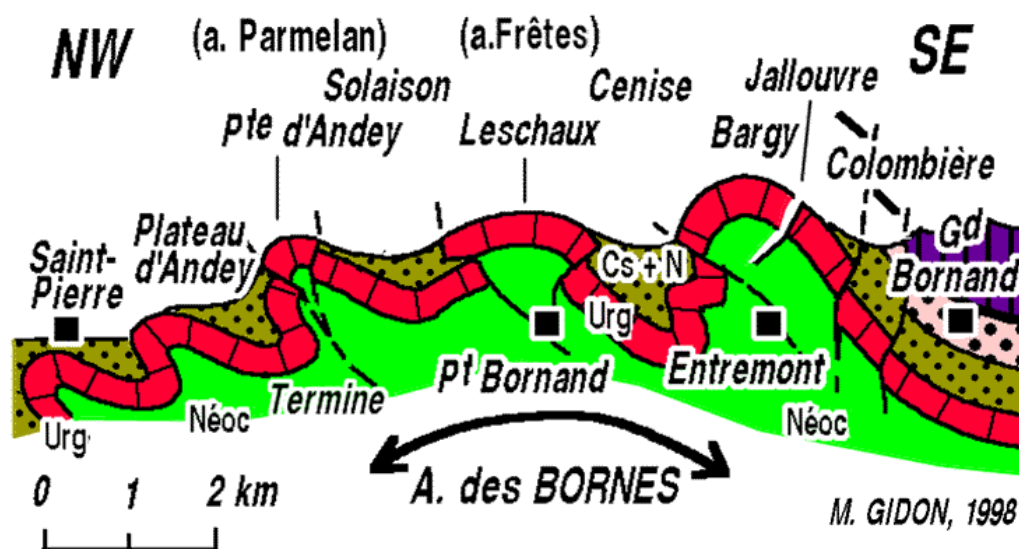 NW
(a. Parmelan)
(a.Frêtes)
SE
Solaison
Cenise
Jallouvre
Pte d'Andey
Leschaux
Bargy
Colombière
Plateau
d'Andey
Saint-
Pierre
Gd
Bornand
Cs + N
Urg
Pt Bornand
Entremont
Termine
Néoc
Néoc
Urg
0 1 2 km
A. des BORNES
M. GIDON, 1998